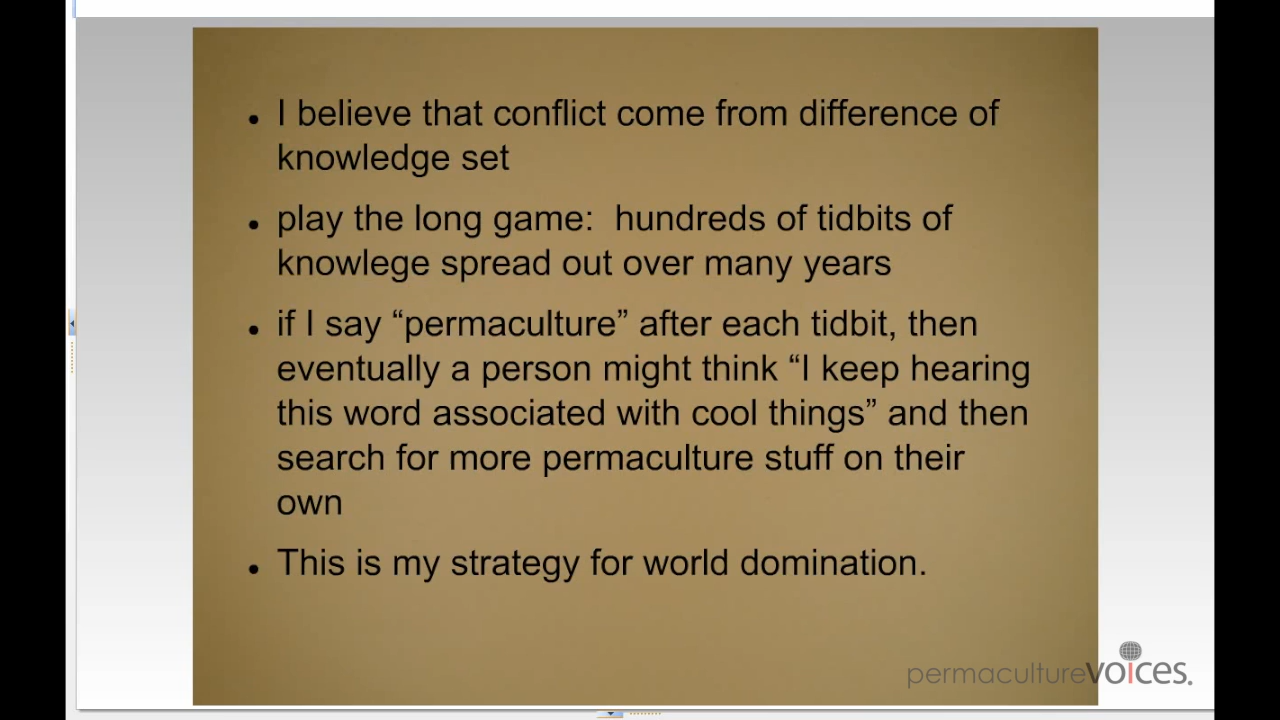 • I believe that conflict come from difference of
knowledge set
• play the long game:  hundreds of tidbits of
knowlege spread out over many years
• if I say “permaculture” after each tidbit, then
eventually a person might think “I keep hearing
this word associated with cool things” and then
search for more permaculture stuff on their
own
• This is my strategy for world domination.
permaculturevoices.